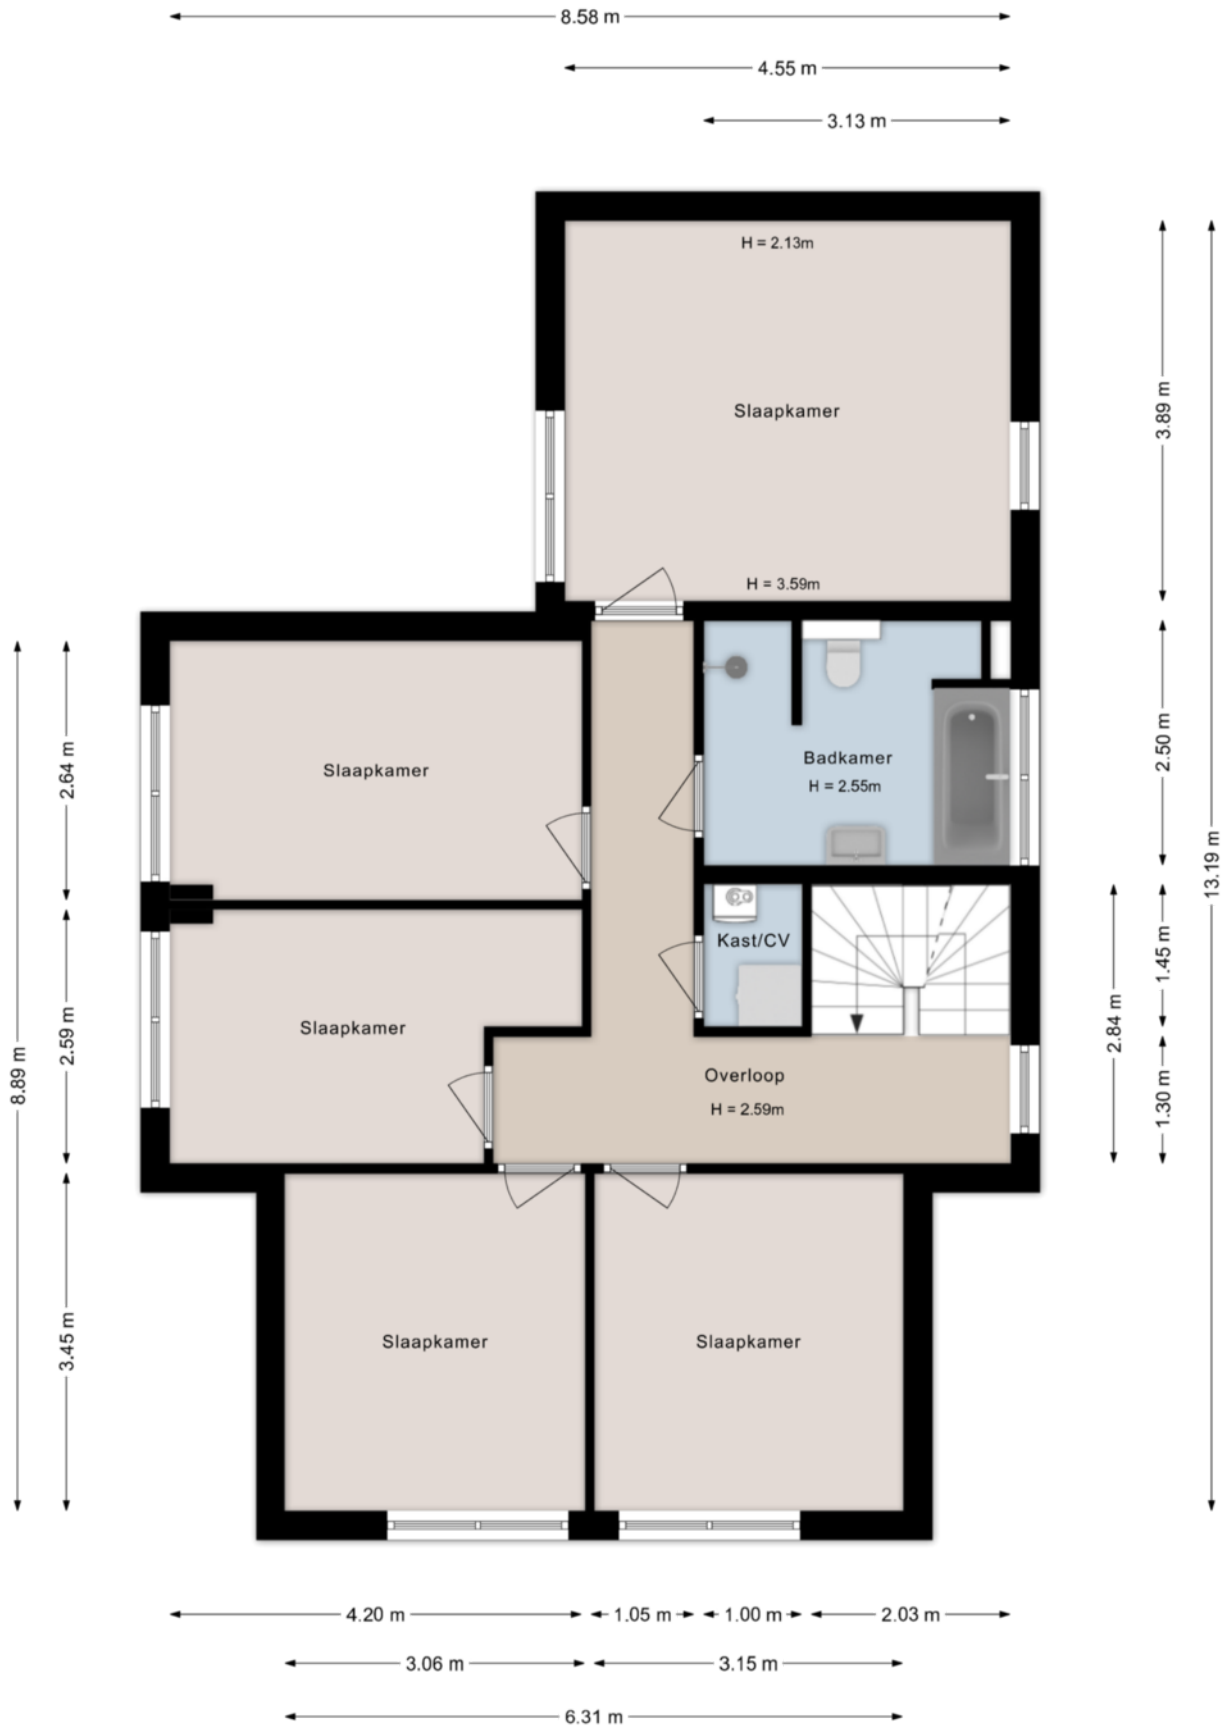 8.58 m
4.55 m
3.13 m
H = 2.13m
Slaapkamer
3.89 m
H = 3.59m
Slaapkamer
2.64 m
Badkamer
H = 2.55m
2.50 m
13.19 m
Kast/CV
1.45 m
Slaapkamer
2.59 m
8.89 m
2.84 m
Overloop
H = 2.59m
1.30 m
Slaapkamer
Slaapkamer
3.45 m
4.20 m
1.05 m
1.00 m
2.03 m
3.06 m
3.15 m
6.31 m